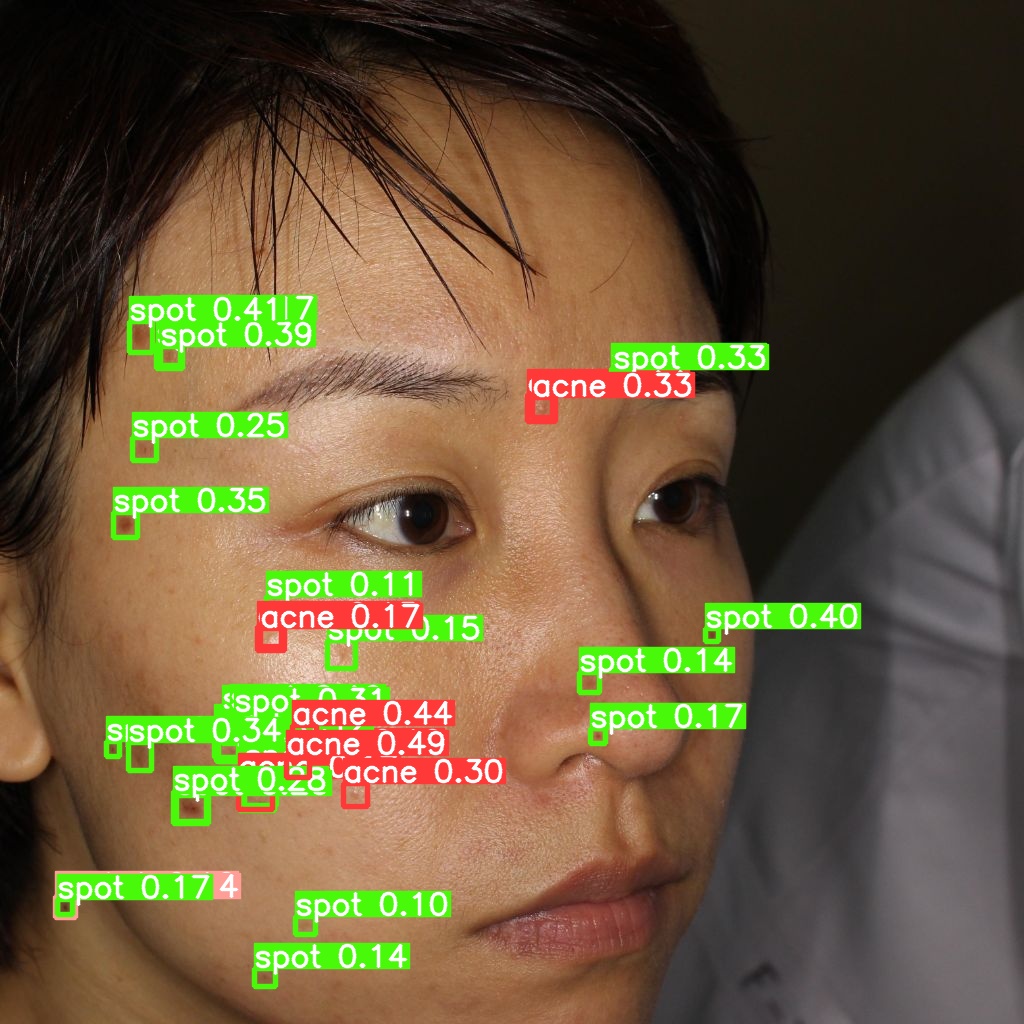 spot 0.41
spot 0.39
spot 0.33
acne 0.33
spot 0.25
spot 0.35
spot 0.11
acne 0.17
spot 0.15
spot 0.40
spot 0.14
spot 0.31
acne 0.44
spot 0.17
spot 0.34
acne 0.49
acne 0.30
spot 0.28
spot 0.17 4
spot 0.10
spot 0.14